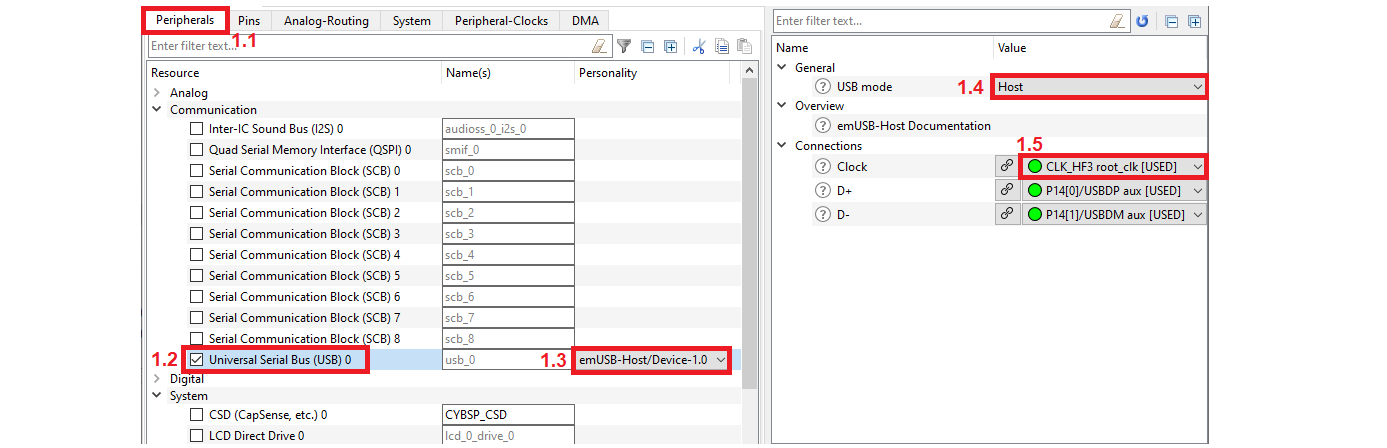 Peripherals Pins Analog-Routing System Peripheral-Clocks DMA
1.1
Enter filter text...
Resource Name(s) Personality
Analog
Communication
Inter-IC Sound Bus (I2S) 0 audioss_0_i2s_0
Quad Serial Memory Interface (QSPI) 0 smif_0
Serial Communication Block (SCB) 0 scb_0
Serial Communication Block (SCB) 1 scb_1
Serial Communication Block (SCB) 2 scb_2
Serial Communication Block (SCB) 3 scb_3
Serial Communication Block (SCB) 4 scb_4
Serial Communication Block (SCB) 5 scb_5
Serial Communication Block (SCB) 6 scb_6
Serial Communication Block (SCB) 7 scb_7
Serial Communication Block (SCB) 8 scb_8
1.2 Universal Serial Bus (USB) 0 usb_0 1.3 emUSB-Host/Device-1.0
Digital
System
CSD (CapSense, etc.) 0 CYBSP_CSD
LCD Direct Drive 0 lcd_0_drive_0
Enter filter text...
Name Value
General
USB mode 1.4 Host
Overview
emUSB-Host Documentation
Connections
1.5
Clock CLK_HF3 root_clk [USED]
D+ P14[0]/USBDP aux [USED]
D- P14[1]/USBDM aux [USED]